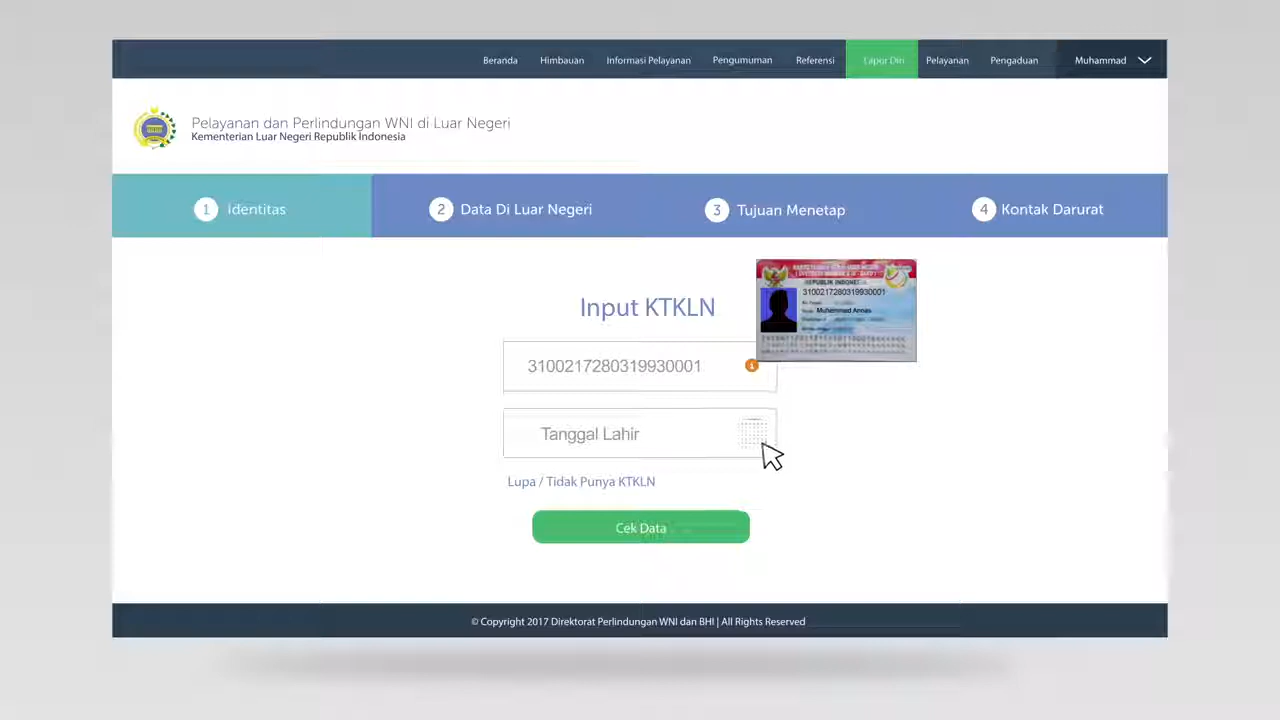 Beranda Himbauan Informasi Pelayanan Pengumuman Referensi Lapor Diri Pelayanan Pengaduan Muhammad
Pelayanan dan Perlindungan WNI di Luar Negeri
Kementerian Luar Negeri Republik Indonesia
1 Identitas 2 Data Di Luar Negeri 3 Tujuan Menetap 4 Kontak Darurat
REPUBLIK INDONESIA
3100217280319930001
Muhammad Annas
Input KTKLN
3100217280319930001
Tanggal Lahir
Lupa / Tidak Punya KTKLN
Cek Data
© Copyright 2017 Direktorat Perlindungan WNI dan BHI | All Rights Reserved